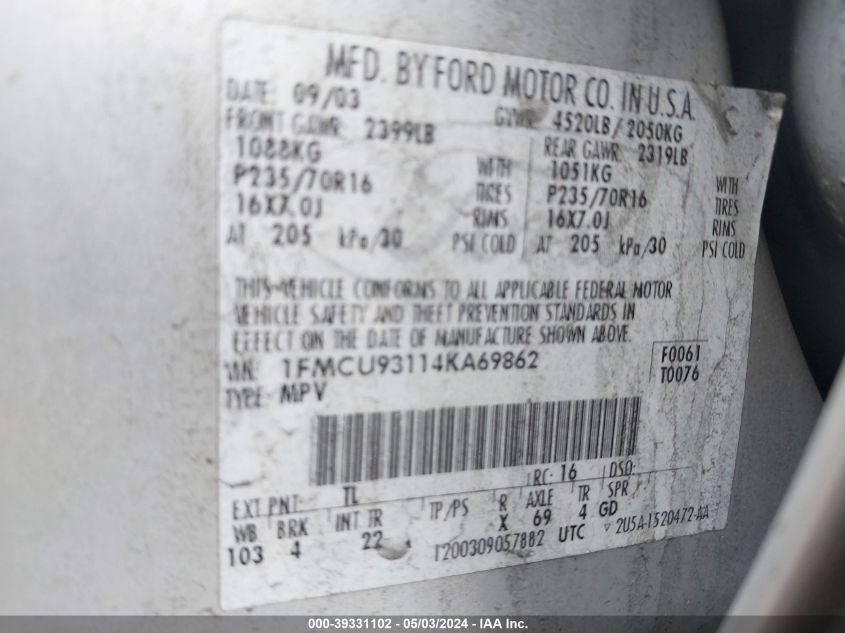 MFD. BY FORD MOTOR CO. IN U.S.A.
DATE: 09/03 GVWR: 4520LB/2050KG
FRONT GAWR: 2399LB REAR GAWR: 2319LB
1088KG WITH 1051KG WITH
P235/70R16 TIRES P235/70R16 TIRES
16X7.0J RIMS 16X7.0J RIMS
AT 205 kPa/30 PSI COLD AT 205 kPa/30 PSI COLD
THIS VEHICLE CONFORMS TO ALL APPLICABLE FEDERAL MOTOR
VEHICLE SAFETY AND THEFT PREVENTION STANDARDS IN
EFFECT ON THE DATE OF MANUFACTURE SHOWN ABOVE.
VIN: 1FMCU93114KA69862 F0061
TYPE: MPV T0076
EXT PNT: TL RC: 16 DSO:
WB BRK INT TR TP/PS R AXLE TR SPR
103 4 22 X 69 4 GD
T200309057882 UTC ▽ 2U5A-1520472-AA
000-39331102 - 05/03/2024 - IAAI Inc.